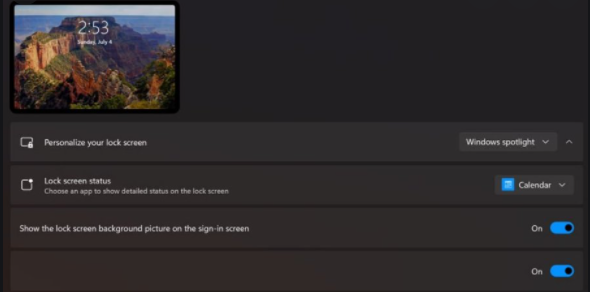 2:53
Sunday, July 4
Personalize your lock screen
Windows spotlight
Lock screen status
Choose an app to show detailed status on the lock screen
Calendar
Show the lock screen background picture on the sign-in screen
On
On